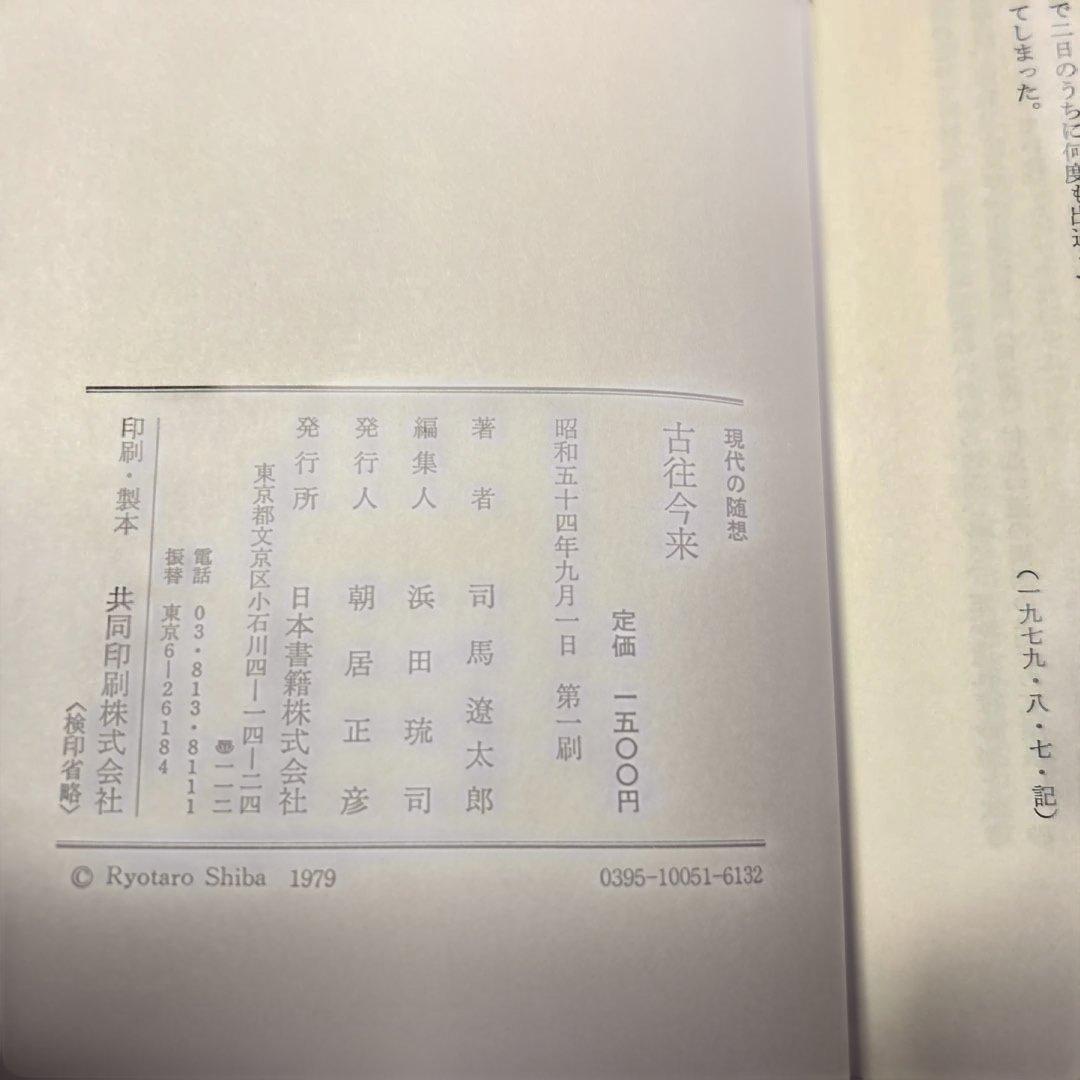 で二日のうちに何度も出
てしまった。
（一九七九・八・七・記）
現代の随想
古往今来
定価 一五〇〇円
昭和五十四年九月一日 第一刷
著者 司馬遼太郎
編集人 浜田琉司
発行人 朝居正彦
発行所 日本書籍株式会社
東京都文京区小石川四―一四―二四
〠一一二
電話 03・813・8111
振替 東京6―26184
印刷・製本 共同印刷株式会社
〈検印省略〉
© Ryotaro Shiba 1979
0395-10051-6132